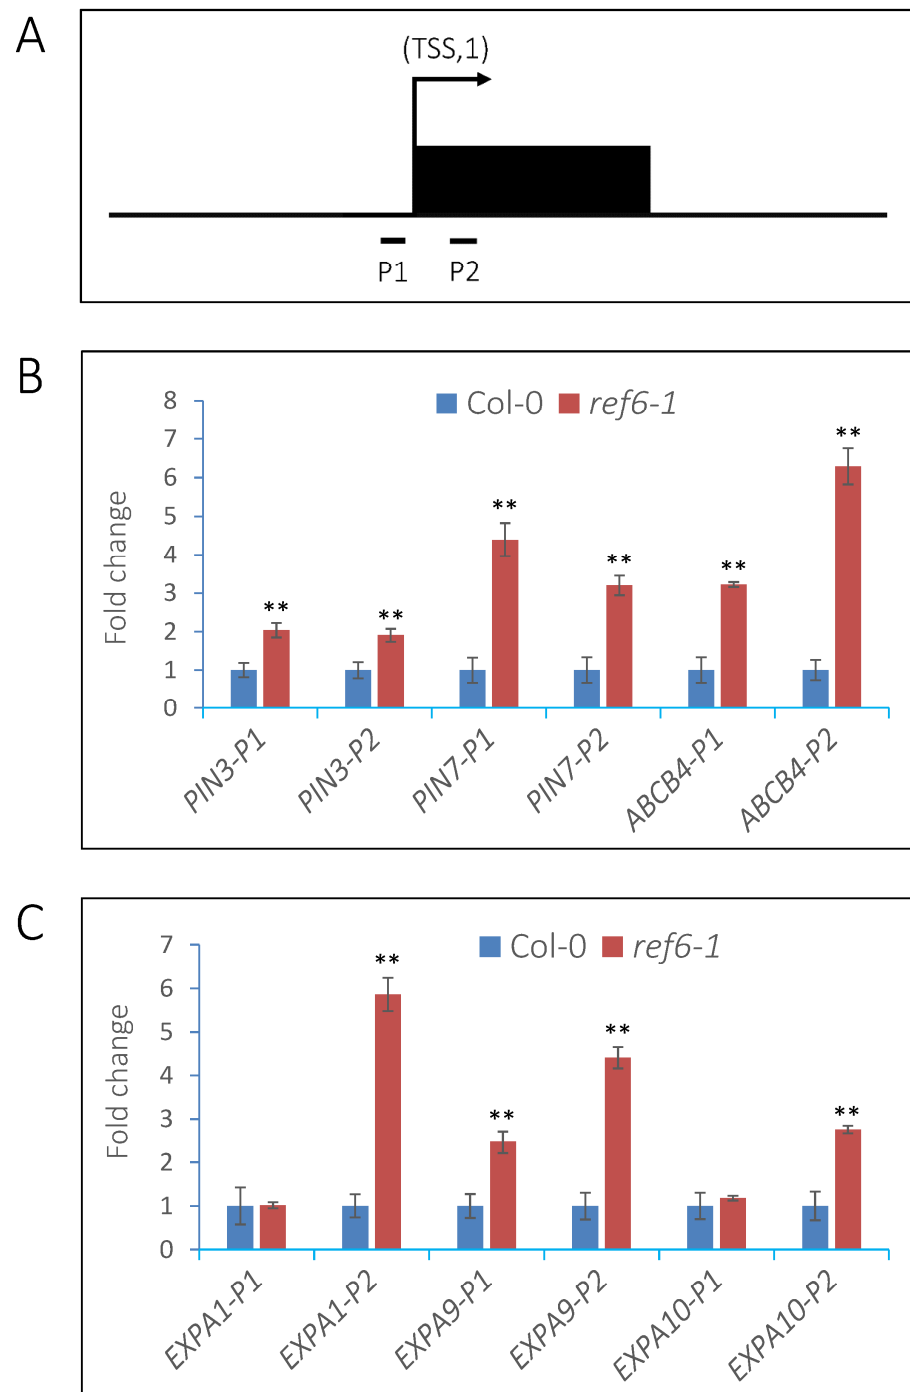 A
(TSS,1)
P1 P2
B
Col-0 ref6-1
Fold change
8
7
6
5
4
3
2
1
0
** ** ** ** ** **
PIN3-P1 PIN3-P2 PIN7-P1 PIN7-P2 ABCB4-P1 ABCB4-P2
C
Col-0 ref6-1
Fold change
7
6
5
4
3
2
1
0
** ** ** **
EXPA1-P1 EXPA1-P2 EXPA9-P1 EXPA9-P2 EXPA10-P1 EXPA10-P2